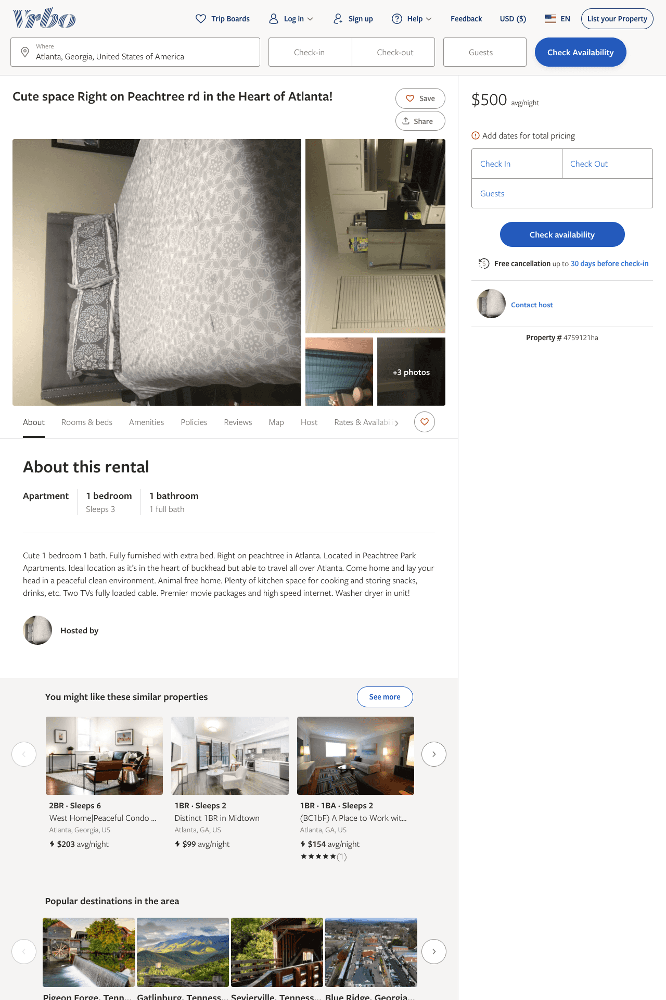 Vrbo
Trip Boards
Log in
Sign up
Help
Feedback
USD ($)
EN
List your Property
Where
Atlanta, Georgia, United States of America
Check-in
Check-out
Guests
Check Availability
Cute space Right on Peachtree rd in the Heart of Atlanta!
Save
Share
+3 photos
$500 avg/night
Add dates for total pricing
Check In
Check Out
Guests
Check availability
Free cancellation up to 30 days before check-in
Contact host
Property # 4759121ha
About
Rooms & beds
Amenities
Policies
Reviews
Map
Host
Rates & Availabili
About this rental
Apartment
1 bedroom
Sleeps 3
1 bathroom
1 full bath
Cute 1 bedroom 1 bath. Fully furnished with extra bed. Right on peachtree in Atlanta. Located in Peachtree Park
Apartments. Ideal location as it’s in the heart of buckhead but able to travel all over Atlanta. Come home and lay your
head in a peaceful clean environment. Animal free home. Plenty of kitchen space for cooking and storing snacks,
drinks, etc. Two TVs fully loaded cable. Premier movie packages and high speed internet. Washer dryer in unit!
Hosted by
You might like these similar properties
See more
2BR · Sleeps 6
West Home|Peaceful Condo ...
Atlanta, Georgia, US
$203 avg/night
1BR · Sleeps 2
Distinct 1BR in Midtown
Atlanta, GA, US
$99 avg/night
1BR · 1BA · Sleeps 2
(BC1bF) A Place to Work wit...
Atlanta, GA, US
$154 avg/night
(1)
Popular destinations in the area
Pigeon Forge, Tenn...
Gatlinburg, Tenness...
Sevierville, Tenness...
Blue Ridge, Georgia...